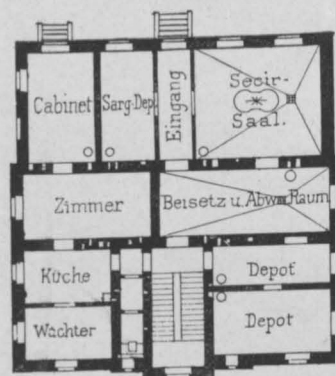 Cabinet
Sarg-Dep.
Eingang
Secir-
Saal.
Zimmer
Beisetz u. Abw. Raum
Küche
Depot
Wächter
Depot